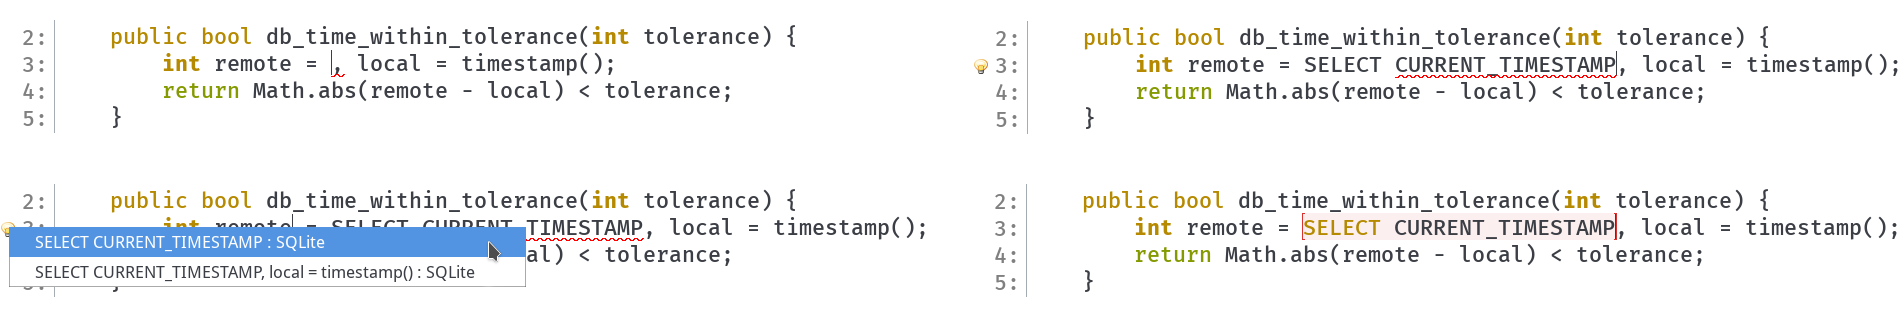 2: public bool db_time_within_tolerance(int tolerance) {
3: int remote = , local = timestamp();
4: return Math.abs(remote - local) < tolerance;
5: }
2: public bool db_time_within_tolerance(int tolerance) {
3: int remote = SELECT CURRENT_TIMESTAMP, local = timestamp();
4: return Math.abs(remote - local) < tolerance;
5: }
2: public bool db_time_within_tolerance(int tolerance) {
int remote = SELECT CURRENT_TIMESTAMP, local = timestamp();
SELECT CURRENT_TIMESTAMP : SQLite
al) < tolerance;
SELECT CURRENT_TIMESTAMP, local = timestamp() : SQLite
2: public bool db_time_within_tolerance(int tolerance) {
3: int remote = SELECT CURRENT_TIMESTAMP, local = timestamp();
4: return Math.abs(remote - local) < tolerance;
5: }